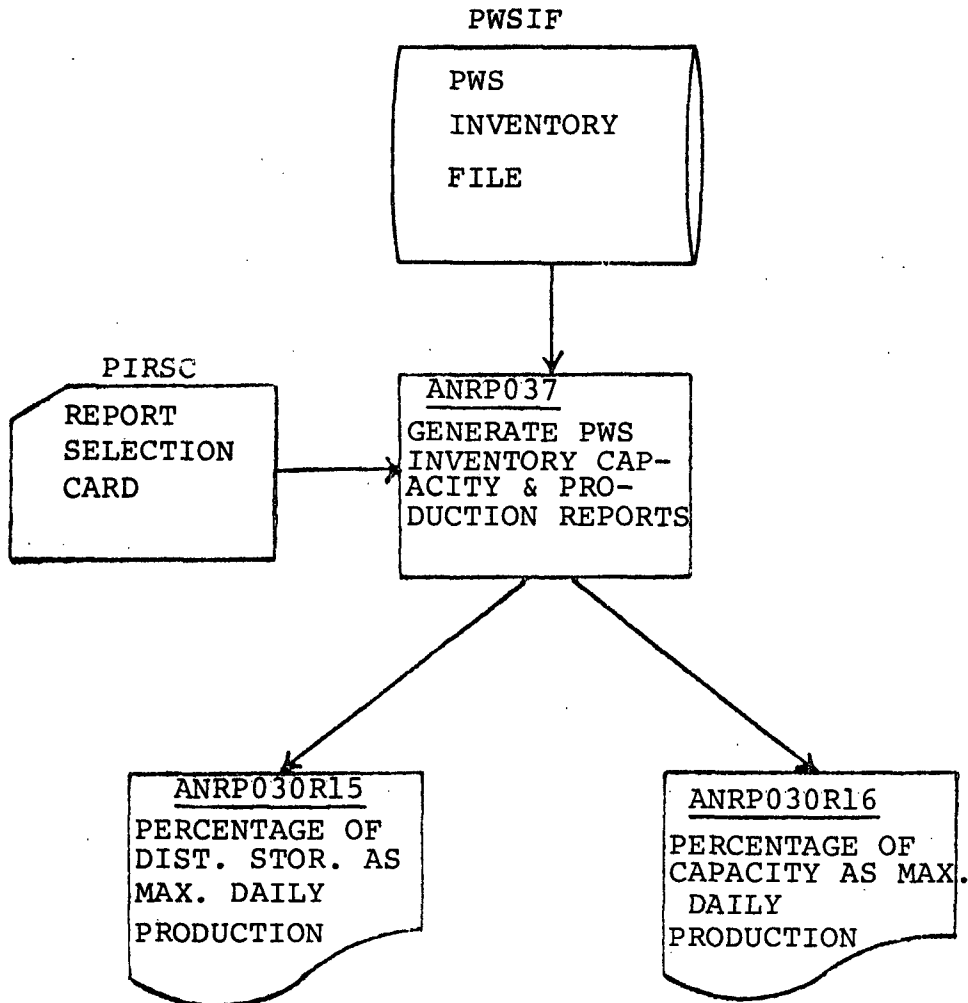 PWSIF
PWS
INVENTORY
FILE
PIRSC
REPORT
SELECTION
CARD
ANRP037
GENERATE PWS
INVENTORY CAP-
ACITY & PRO-
DUCTION REPORTS
ANRP030R15
PERCENTAGE OF
DIST. STOR. AS
MAX. DAILY
PRODUCTION
ANRP030R16
PERCENTAGE OF
CAPACITY AS MAX.
DAILY
PRODUCTION